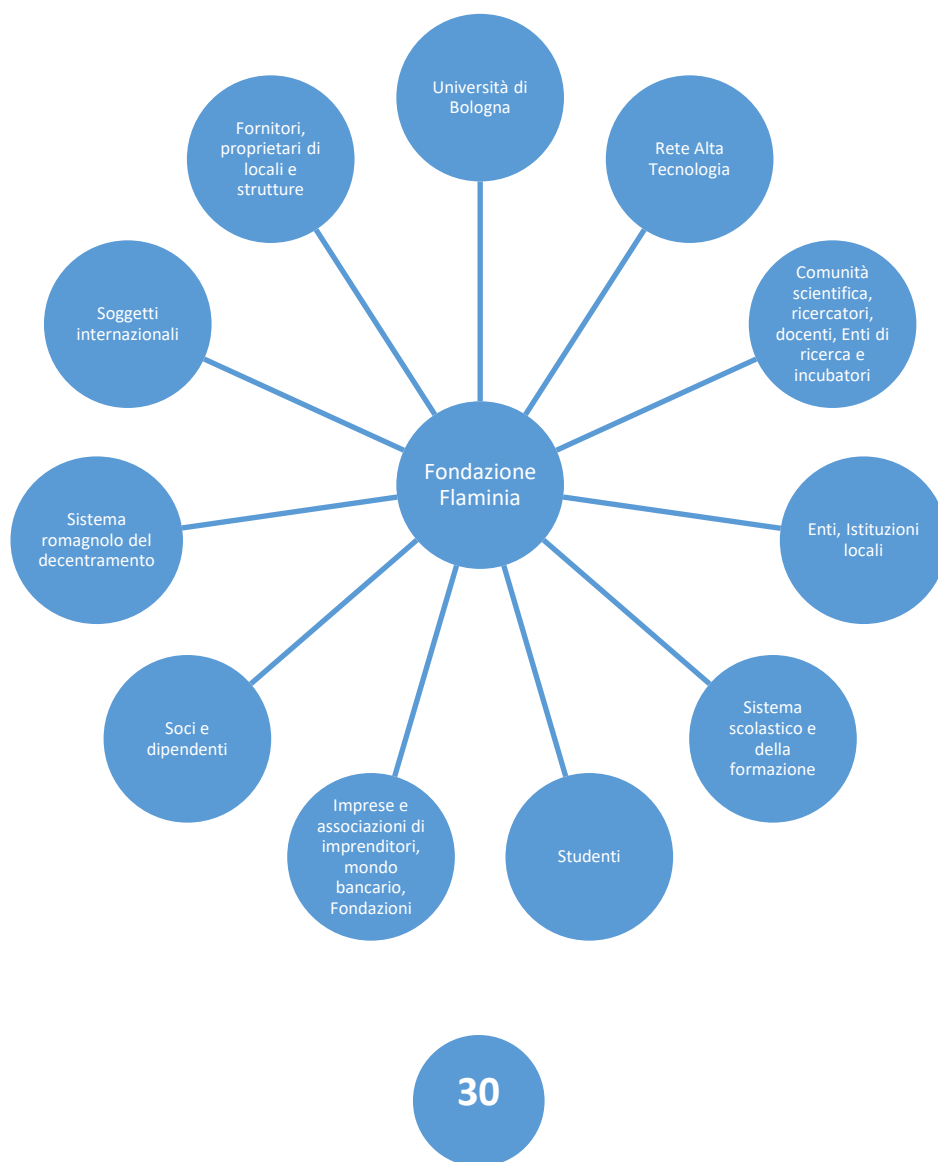 Università di
Bologna
Rete Alta
Tecnologia
Comunità
scientifica,
ricercatori,
docenti, Enti di
ricerca e
incubatori
Enti, Istituzioni
locali
Sistema
scolastico e
della
formazione
Studenti
Imprese e
associazioni di
imprenditori,
mondo
bancario,
Fondazioni
Soci e
dipendenti
Sistema
romagnolo del
decentramento
Soggetti
internazionali
Fornitori,
proprietari di
locali e
strutture
Fondazione
Flaminia
30